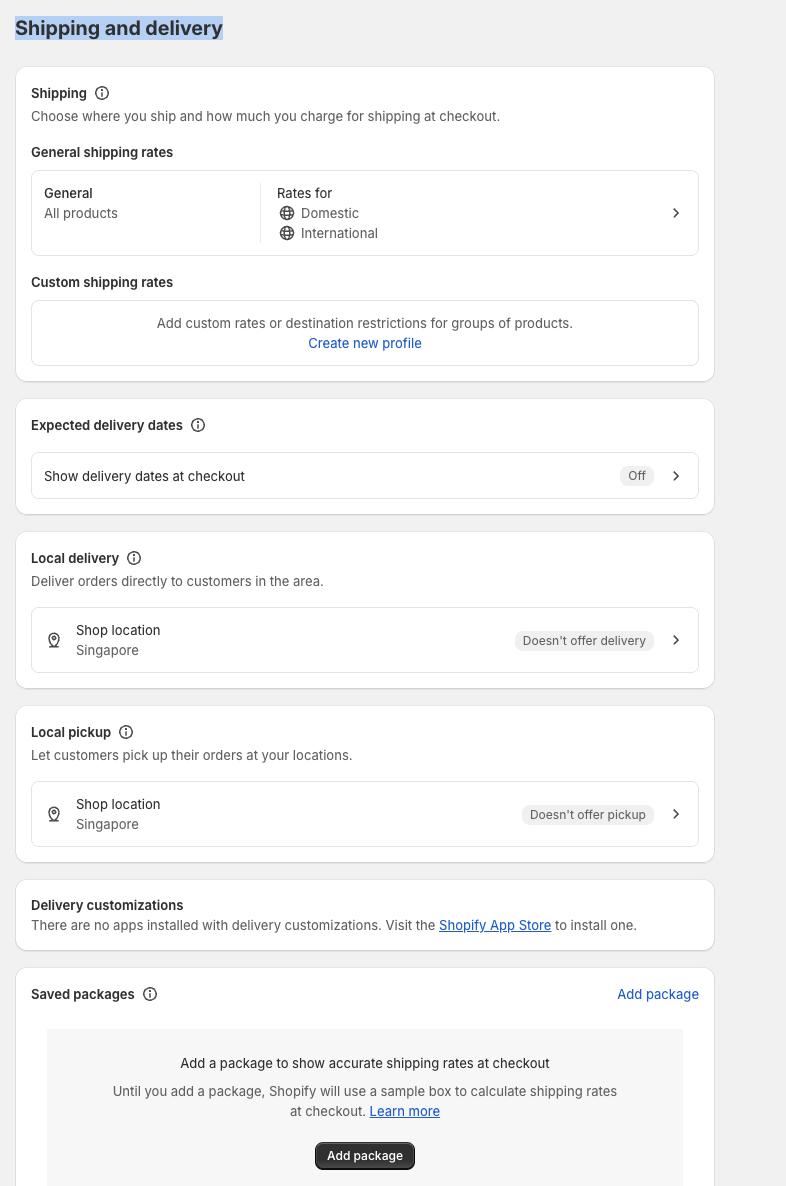 Shipping and delivery
Shipping
Choose where you ship and how much you charge for shipping at checkout.
General shipping rates
General
All products
Rates for
Domestic
International
Custom shipping rates
Add custom rates or destination restrictions for groups of products.
Create new profile
Expected delivery dates
Show delivery dates at checkout
Off
Local delivery
Deliver orders directly to customers in the area.
Shop location
Singapore
Doesn't offer delivery
Local pickup
Let customers pick up their orders at your locations.
Shop location
Singapore
Doesn't offer pickup
Delivery customizations
There are no apps installed with delivery customizations. Visit the Shopify App Store to install one.
Saved packages
Add package
Add a package to show accurate shipping rates at checkout
Until you add a package, Shopify will use a sample box to calculate shipping rates
at checkout. Learn more
Add package